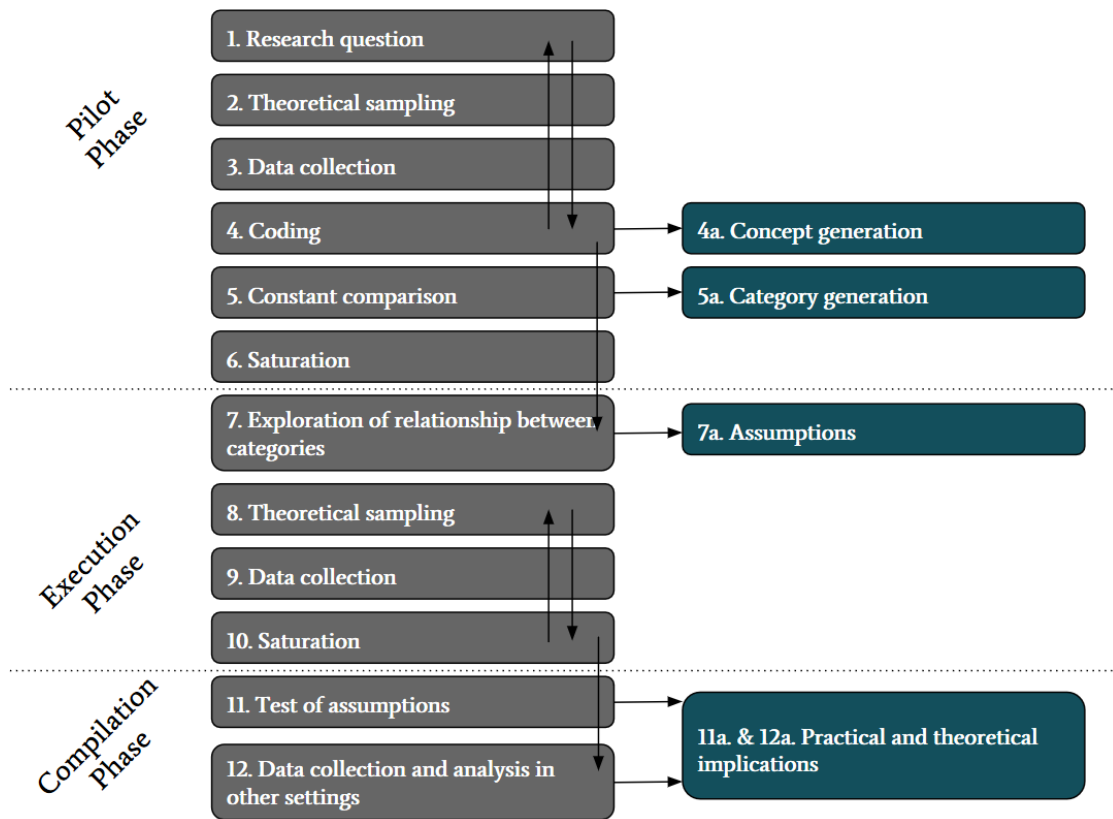 Pilot
Phase
1. Research question
2. Theoretical sampling
3. Data collection
4. Coding
4a. Concept generation
5. Constant comparison
5a. Category generation
6. Saturation
Execution
Phase
7. Exploration of relationship between
categories
7a. Assumptions
8. Theoretical sampling
9. Data collection
10. Saturation
Compilation
Phase
11. Test of assumptions
11a. & 12a. Practical and theoretical
implications
12. Data collection and analysis in
other settings